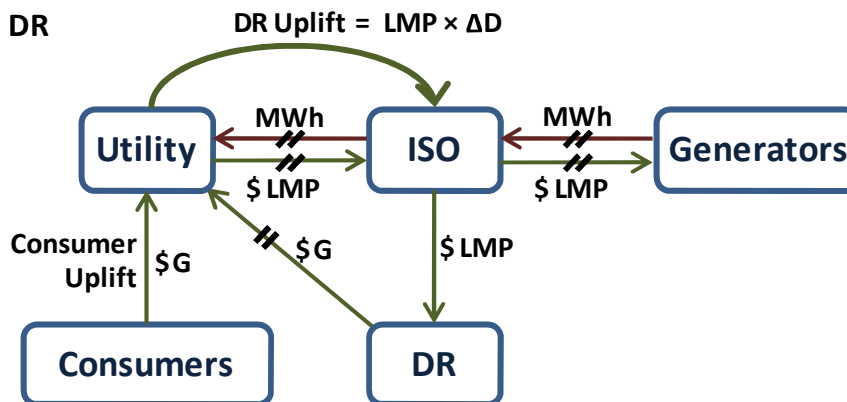 DR
DR Uplift = LMP × ΔD
MWh
MWh
Utility
ISO
Generators
$ LMP
$ LMP
Consumer
Uplift
$ G
$ G
$ LMP
Consumers
DR